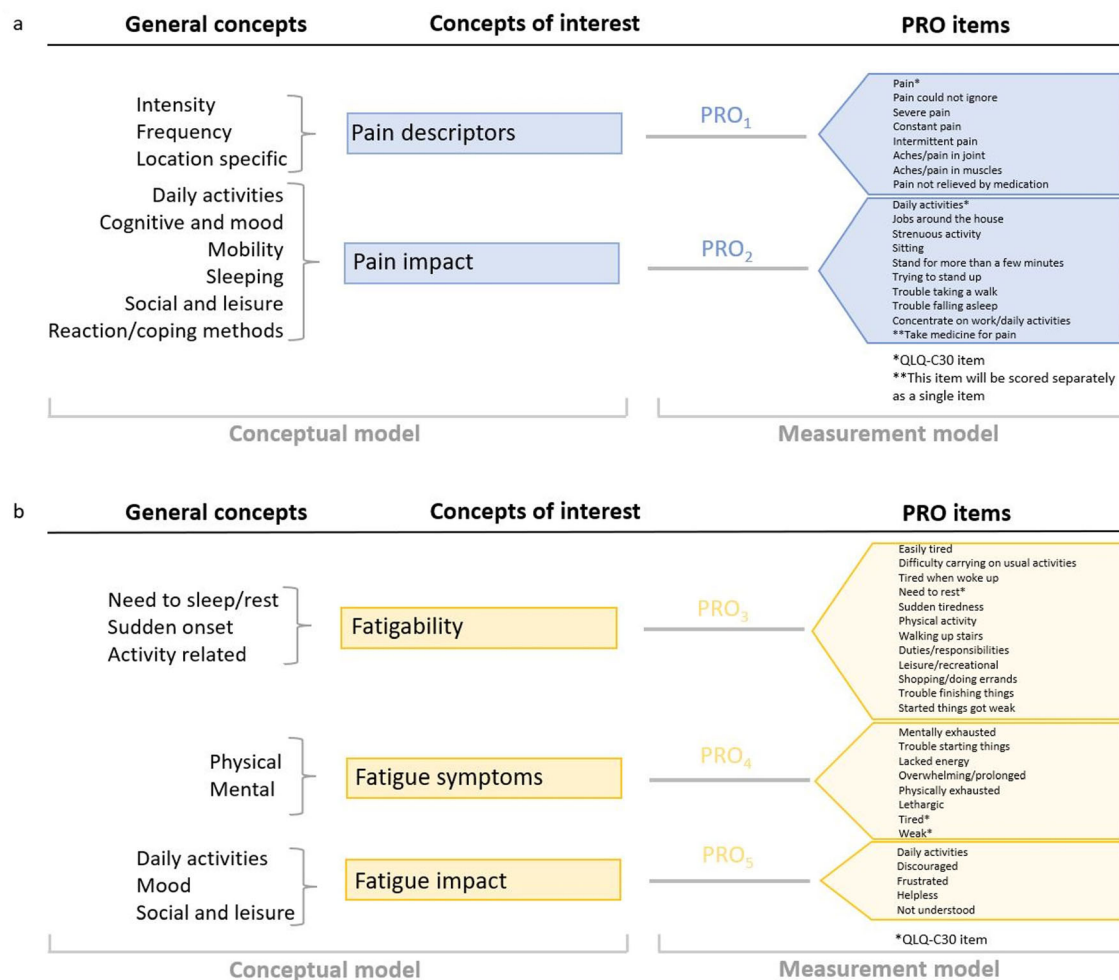 a
General concepts
Concepts of interest
PRO items
Intensity
Frequency
Location specific
Pain descriptors
PRO₁
Pain*
Pain could not ignore
Severe pain
Constant pain
Intermittent pain
Aches/pain in joint
Aches/pain in muscles
Pain not relieved by medication
Daily activities
Cognitive and mood
Mobility
Sleeping
Social and leisure
Reaction/coping methods
Pain impact
PRO₂
Daily activities*
Jobs around the house
Strenuous activity
Sitting
Stand for more than a few minutes
Trying to stand up
Trouble taking a walk
Trouble falling asleep
Concentrate on work/daily activities
**Take medicine for pain
*QLQ-C30 item
**This item will be scored separately
as a single item
Conceptual model
Measurement model
b
General concepts
Concepts of interest
PRO items
Need to sleep/rest
Sudden onset
Activity related
Fatigability
PRO₃
Easily tired
Difficulty carrying on usual activities
Tired when woke up
Need to rest*
Sudden tiredness
Physical activity
Walking up stairs
Duties/responsibilities
Leisure/recreational
Shopping/doing errands
Trouble finishing things
Started things got weak
Physical
Mental
Fatigue symptoms
PRO₄
Mentally exhausted
Trouble starting things
Lacked energy
Overwhelming/prolonged
Physically exhausted
Lethargic
Tired*
Weak*
Daily activities
Mood
Social and leisure
Fatigue impact
PRO₅
Daily activities
Discouraged
Frustrated
Helpless
Not understood
*QLQ-C30 item
Conceptual model
Measurement model